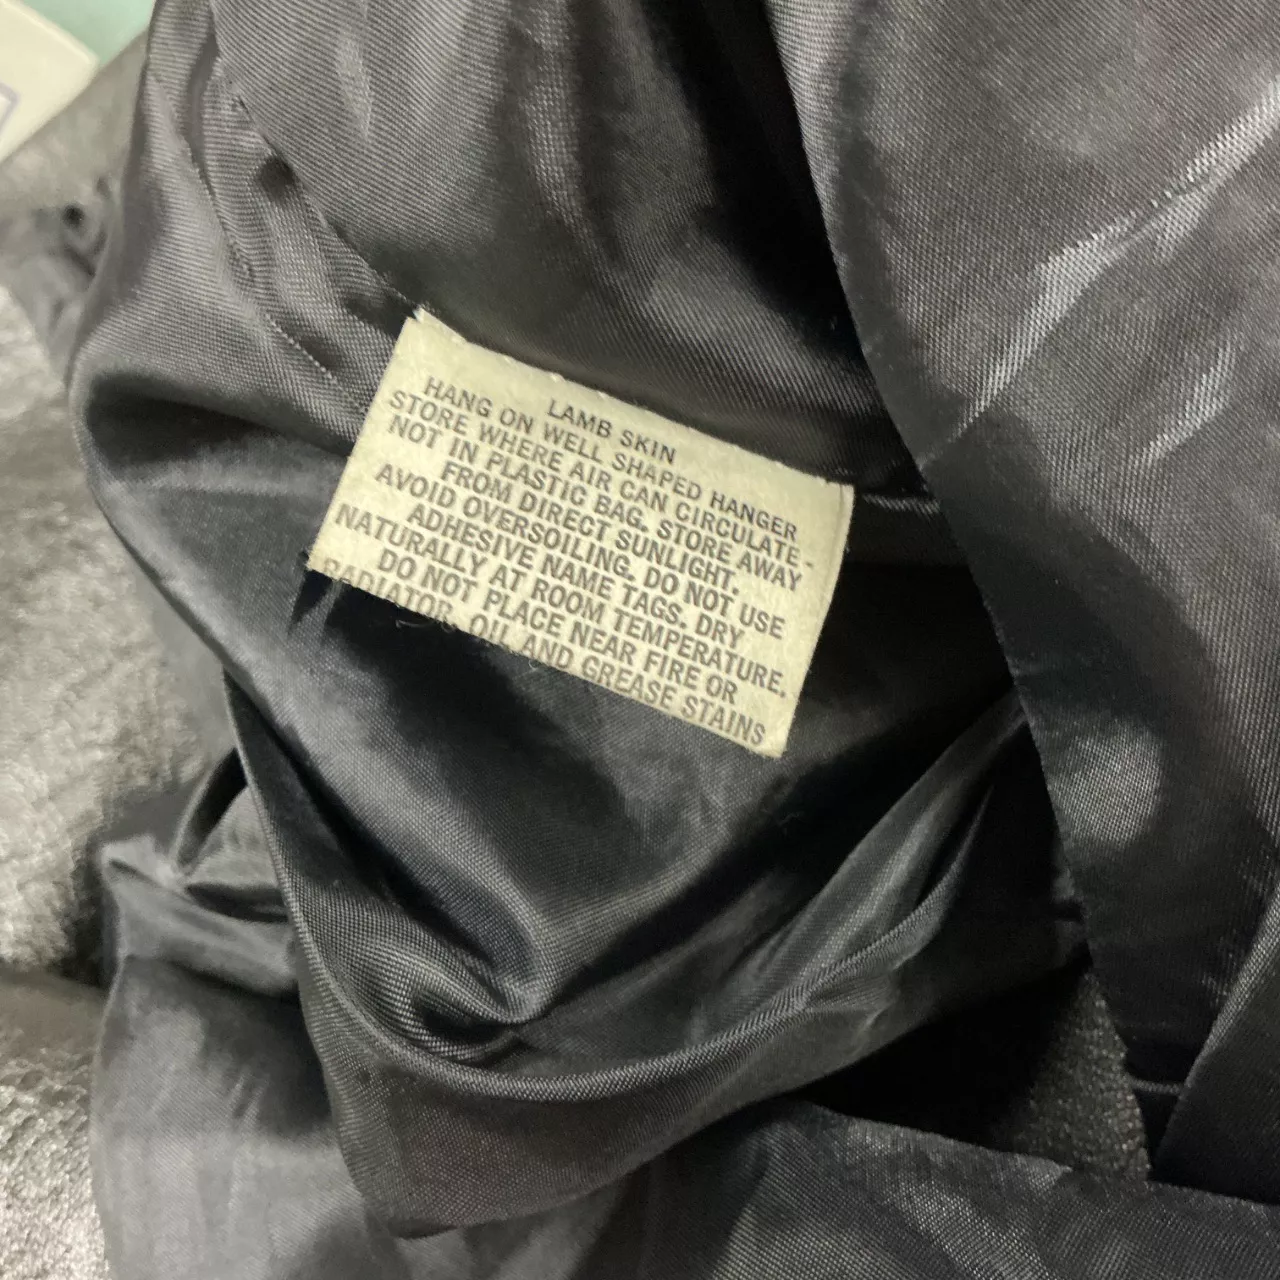 LAMB SKIN
HANG ON WELL SHAPED HANGER
STORE WHERE AIR CAN CIRCULATE -
NOT IN PLASTIC BAG. STORE AWAY
FROM DIRECT SUNLIGHT.
AVOID OVERSOILING. DO NOT USE
ADHESIVE NAME TAGS. DRY
NATURALLY AT ROOM TEMPERATURE.
DO NOT PLACE NEAR FIRE OR
RADIATOR. OIL AND GREASE STAINS